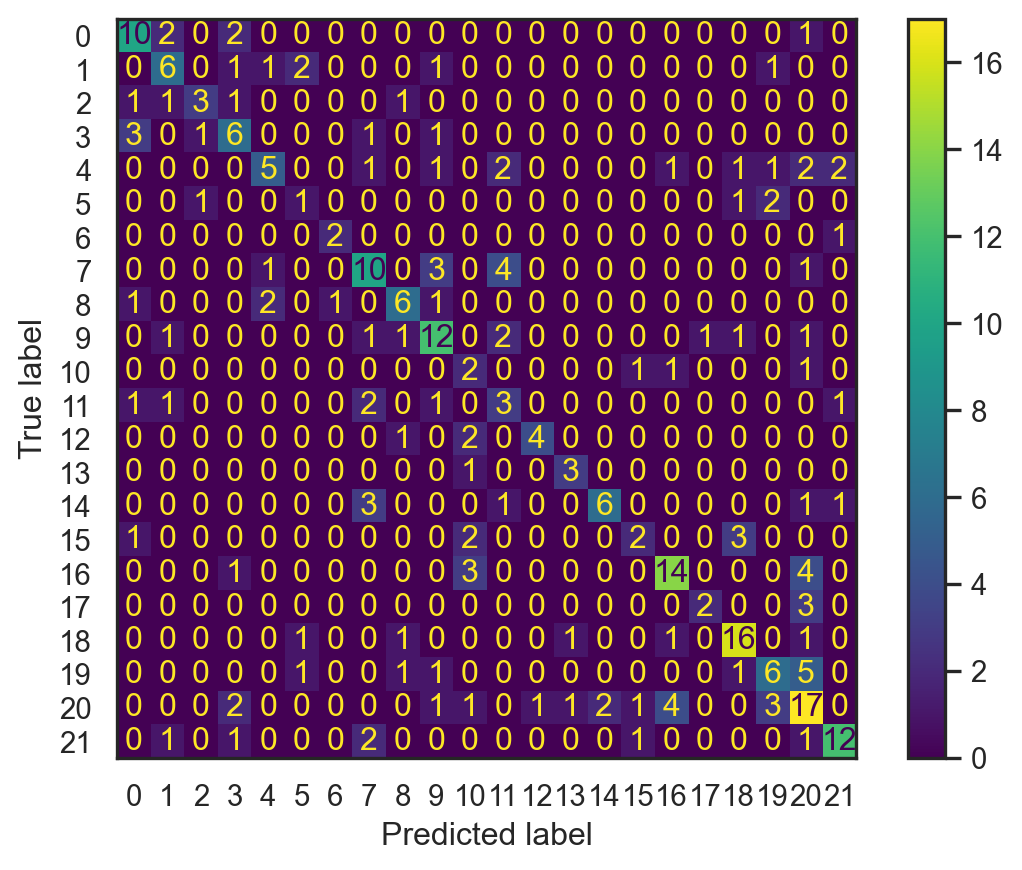 0 10 2 0 2 0 0 0 0 0 0 0 0 0 0 0 0 0 0 0 0 1 0
1 0 6 0 1 1 2 0 0 0 1 0 0 0 0 0 0 0 0 0 1 0 0 16
2 1 1 3 1 0 0 0 0 1 0 0 0 0 0 0 0 0 0 0 0 0 0
3 3 0 1 6 0 0 0 1 0 1 0 0 0 0 0 0 0 0 0 0 0 0 14
4 0 0 0 0 5 0 0 1 0 1 0 2 0 0 0 0 1 0 1 1 2 2
5 0 0 1 0 0 1 0 0 0 0 0 0 0 0 0 0 0 0 1 2 0 0
6 0 0 0 0 0 0 2 0 0 0 0 0 0 0 0 0 0 0 0 0 0 1 12
7 0 0 0 0 1 0 0 10 0 3 0 4 0 0 0 0 0 0 0 0 1 0
8 1 0 0 0 2 0 1 0 6 1 0 0 0 0 0 0 0 0 0 0 0 0 10
9 0 1 0 0 0 0 0 1 1 12 0 2 0 0 0 0 0 1 1 0 1 0
10 0 0 0 0 0 0 0 0 0 0 2 0 0 0 0 1 1 0 0 0 1 0
11 1 1 0 0 0 0 0 2 0 1 0 3 0 0 0 0 0 0 0 0 0 1 8
12 0 0 0 0 0 0 0 0 1 0 2 0 4 0 0 0 0 0 0 0 0 0
13 0 0 0 0 0 0 0 0 0 0 1 0 0 3 0 0 0 0 0 0 0 0
14 0 0 0 0 0 0 0 3 0 0 0 1 0 0 6 0 0 0 0 0 1 1 6
15 1 0 0 0 0 0 0 0 0 0 2 0 0 0 0 2 0 0 3 0 0 0
16 0 0 0 1 0 0 0 0 0 0 3 0 0 0 0 0 14 0 0 0 4 0 4
17 0 0 0 0 0 0 0 0 0 0 0 0 0 0 0 0 0 2 0 0 3 0
18 0 0 0 0 0 1 0 0 1 0 0 0 0 1 0 0 1 0 16 0 1 0
19 0 0 0 0 0 1 0 0 1 1 0 0 0 0 0 0 0 0 1 6 5 0 2
20 0 0 0 2 0 0 0 0 0 1 1 0 1 1 2 1 4 0 0 3 17 0
21 0 1 0 1 0 0 0 2 0 0 0 0 0 0 0 1 0 0 0 0 1 12 0
0 1 2 3 4 5 6 7 8 9 10 11 12 13 14 15 16 17 18 19 20 21
Predicted label
True label